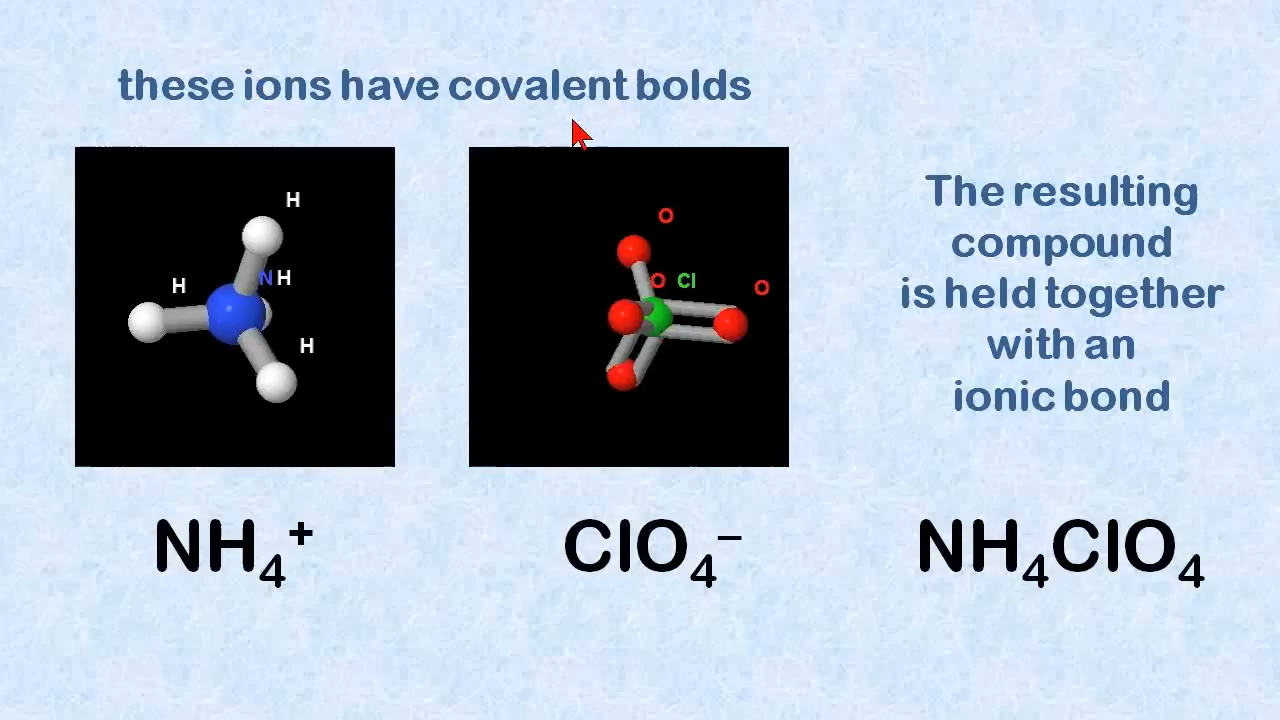 these ions have covalent bolds
H
N H
H
H
O
O Cl
O
The resulting
compound
is held together
with an
ionic bond
NH₄⁺
ClO₄⁻
NH₄ClO₄